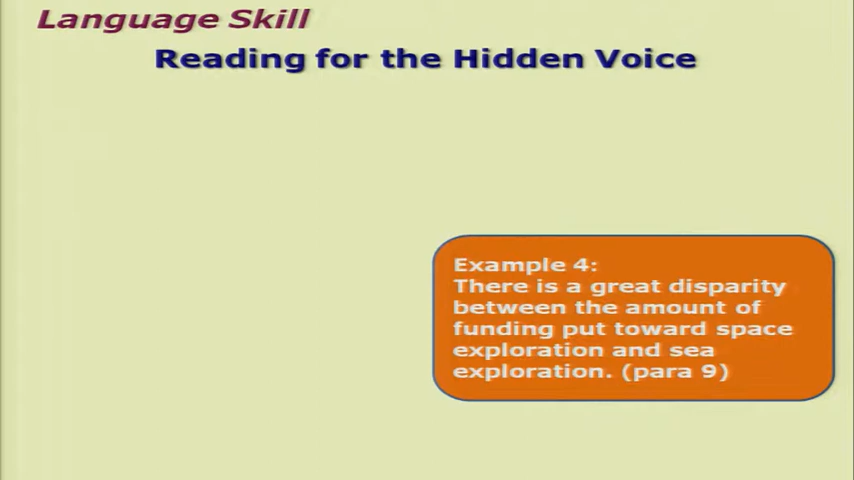 Language Skill
Reading for the Hidden Voice
Example 4:
There is a great disparity
between the amount of
funding put toward space
exploration and sea
exploration. (para 9)